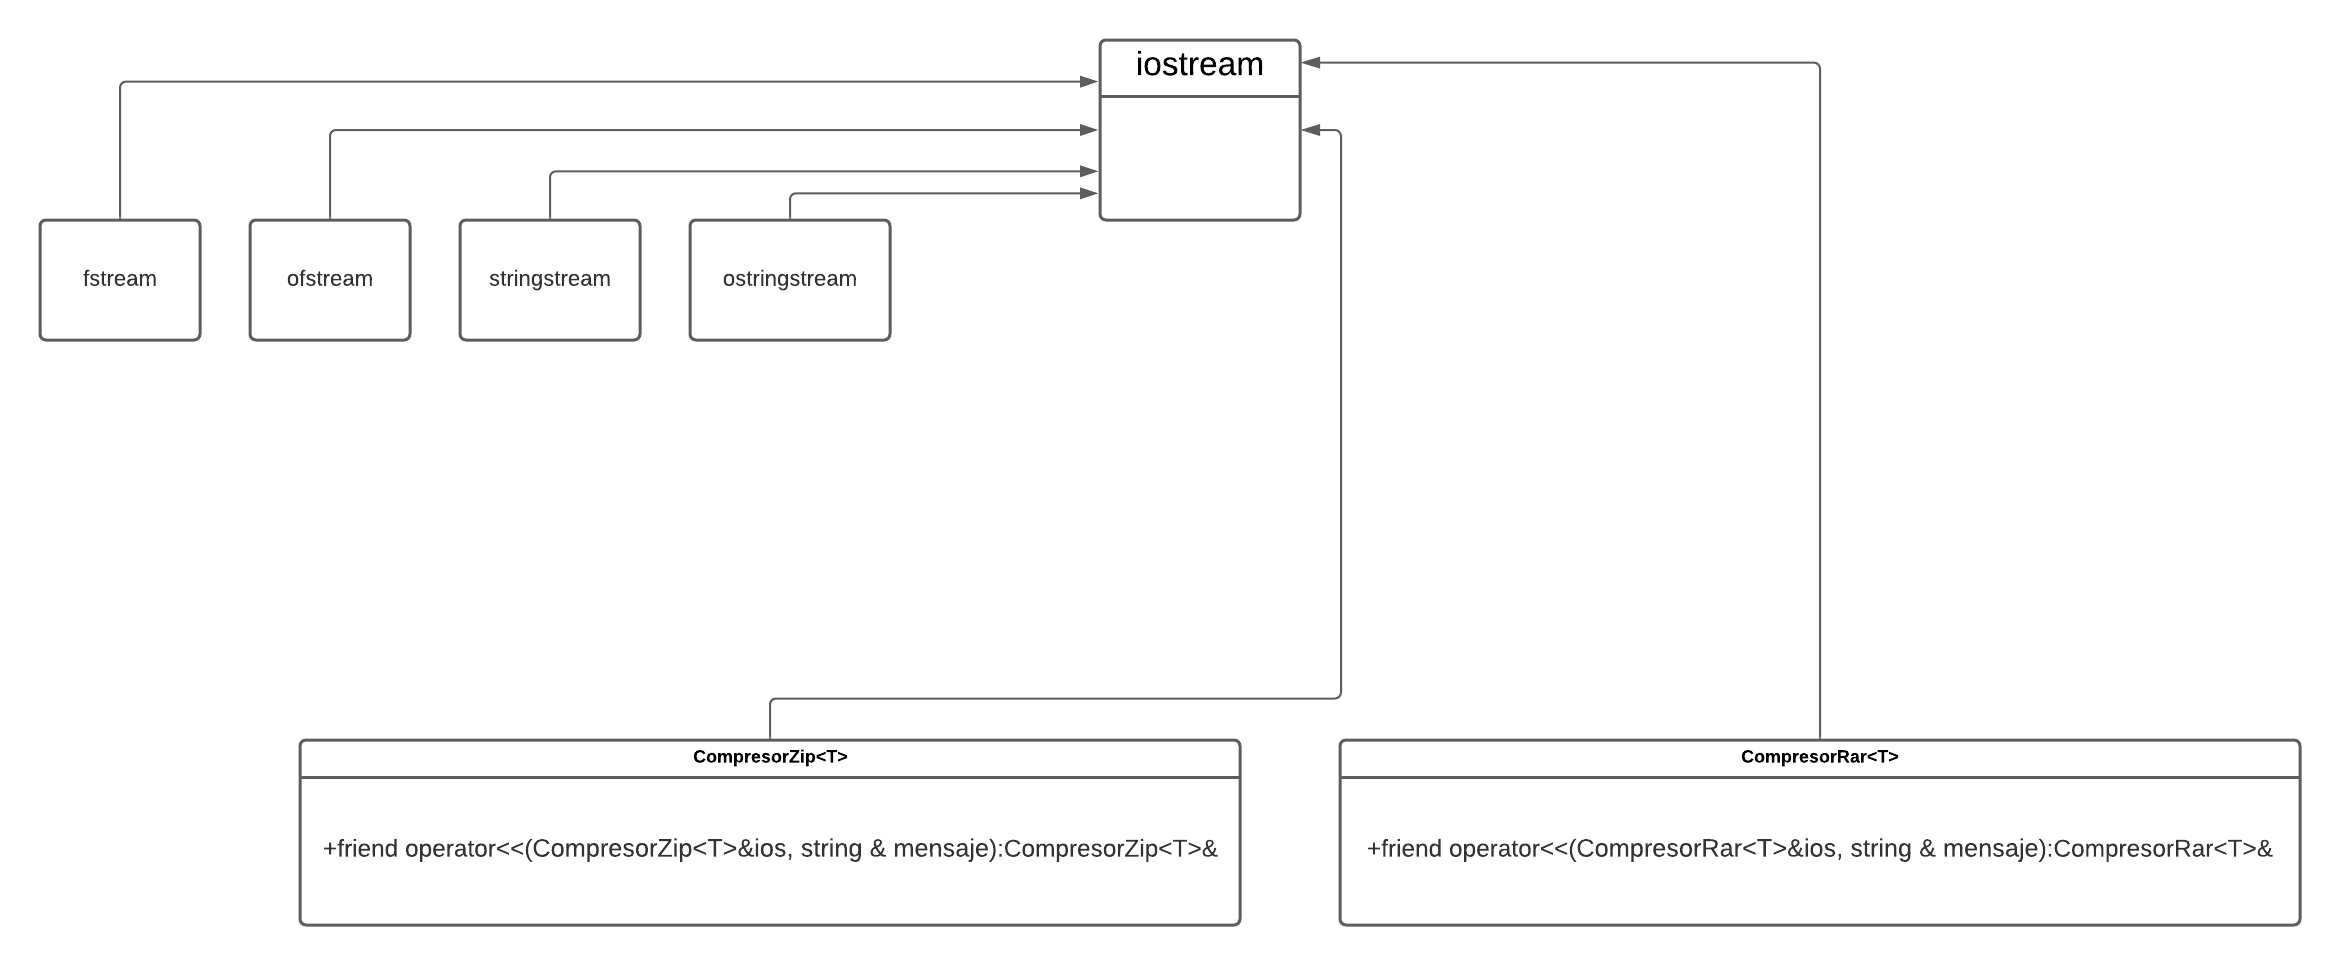 iostream
fstream
ofstream
stringstream
ostringstream
CompresorZip<T>
+friend operator<<(CompresorZip<T>&ios, string & mensaje):CompresorZip<T>&
CompresorRar<T>
+friend operator<<(CompresorRar<T>&ios, string & mensaje):CompresorRar<T>&